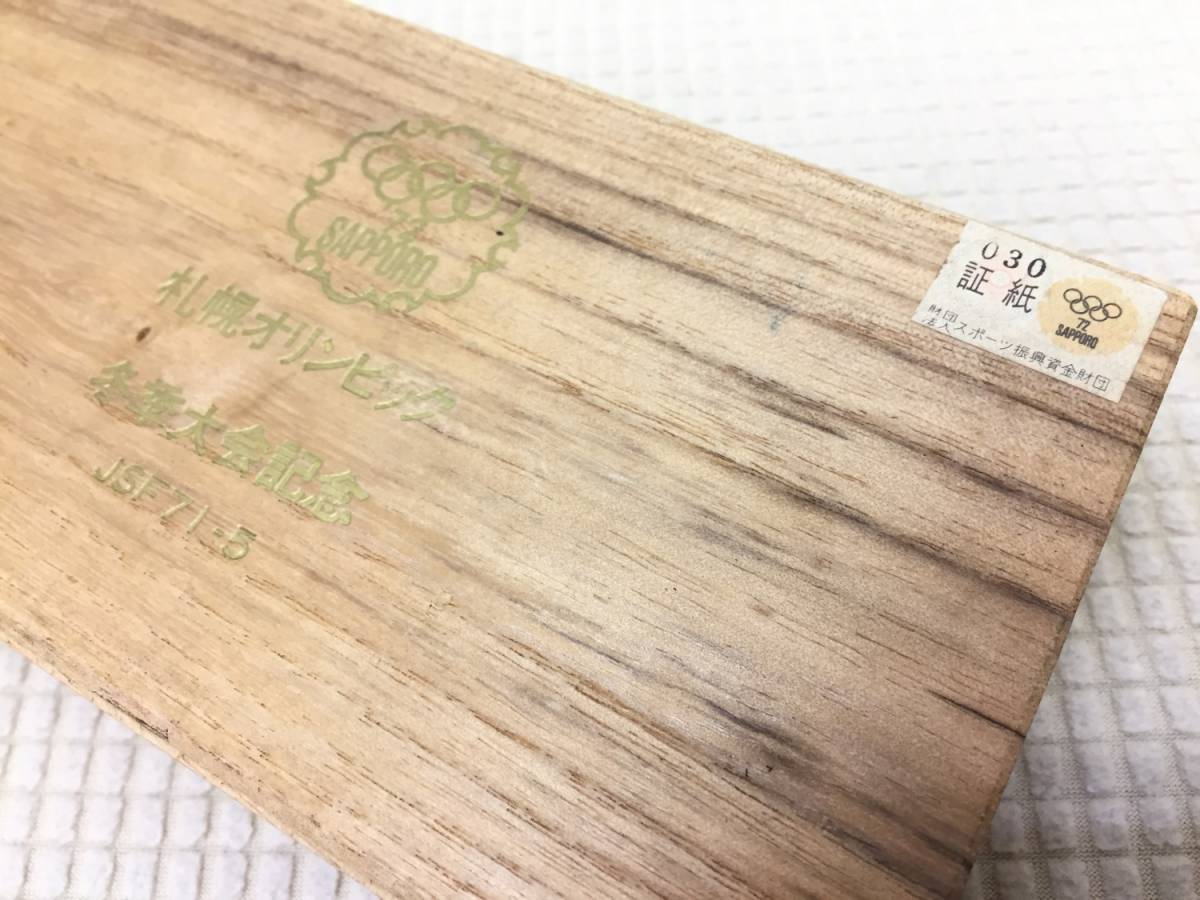 '72
SAPPORO
札幌オリンピック
冬季大会記念
JSF71-5
030
証紙
72
SAPPORO
財団
法人スポーツ振興資金財団